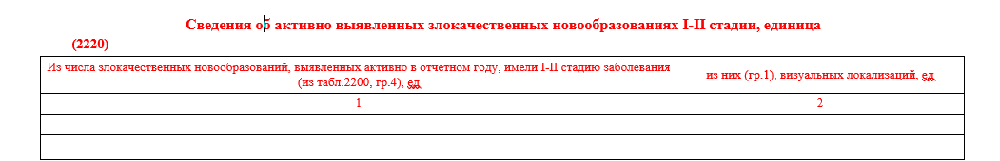 Сведения об активно выявленных злокачественных новообразованиях I-II стадии, единица
(2220)
Из числа злокачественных новообразований, выявленных активно в отчетном году, имели I-II стадию заболевания
(из табл.2200, гр.4), ед
из них (гр.1), визуальных локализаций, ед
1
2